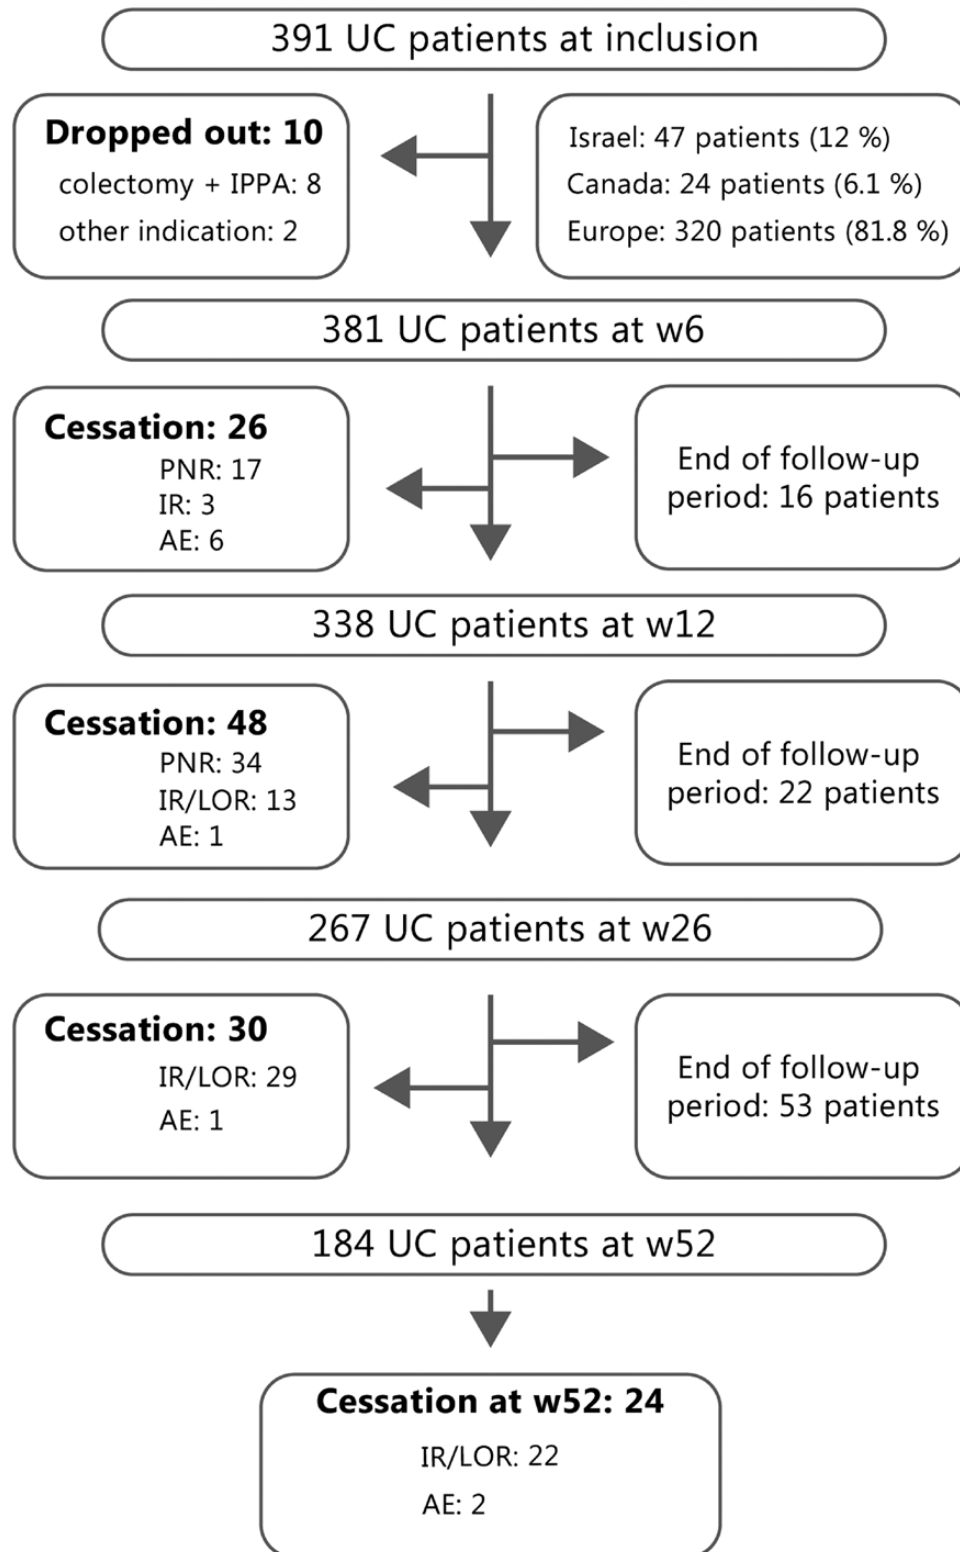 391 UC patients at inclusion
Dropped out: 10
colectomy + IPPA: 8
other indication: 2
Israel: 47 patients (12 %)
Canada: 24 patients (6.1 %)
Europe: 320 patients (81.8 %)
381 UC patients at w6
Cessation: 26
PNR: 17
IR: 3
AE: 6
End of follow-up
period: 16 patients
338 UC patients at w12
Cessation: 48
PNR: 34
IR/LOR: 13
AE: 1
End of follow-up
period: 22 patients
267 UC patients at w26
Cessation: 30
IR/LOR: 29
AE: 1
End of follow-up
period: 53 patients
184 UC patients at w52
Cessation at w52: 24
IR/LOR: 22
AE: 2